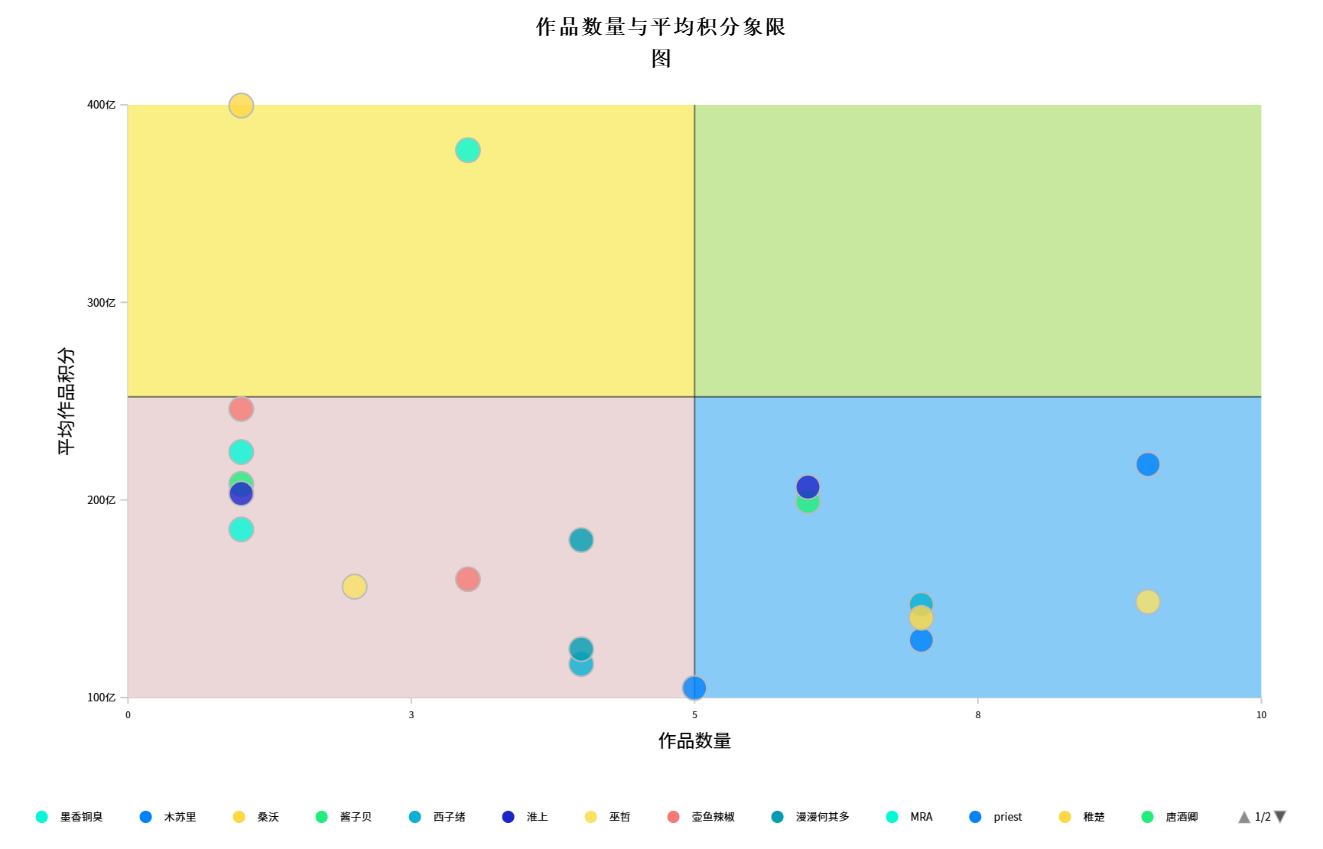 作品数量与平均积分象限
图
400亿
300亿
200亿
100亿
平均作品积分
0 3 5 8 10
作品数量
墨香铜臭 木苏里 桑沃 酱子贝 西子绪 淮上 巫哲 壶鱼辣椒 漫漫何其多 MRA priest 稚楚 唐酒卿 1/2